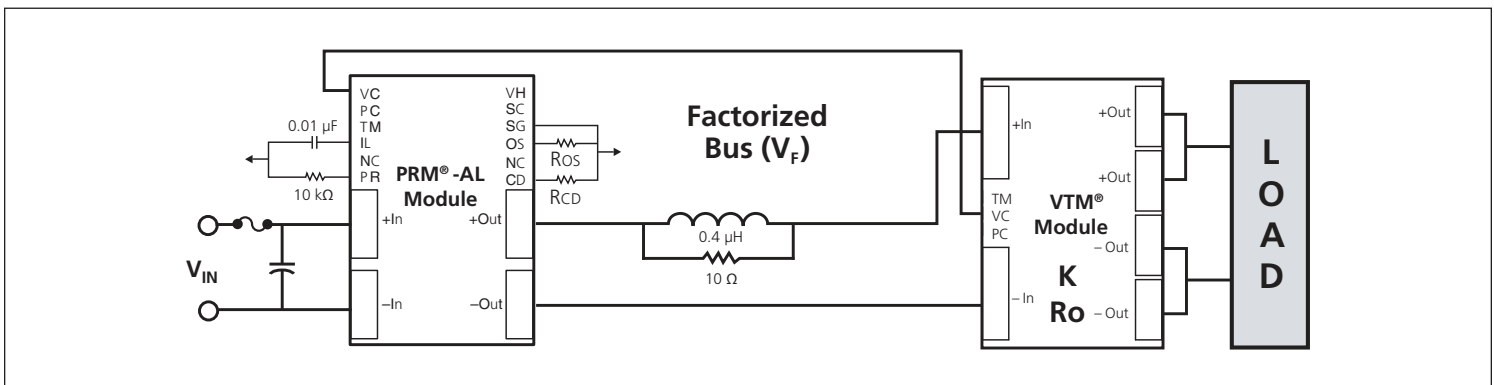 VC
PC
TM
IL
NC
PR
0.01 µF
10 kΩ
VH
SC
SG
OS
NC
CD
ROS
RCD
PRM® -AL
Module
+In
–In
+Out
–Out
VIN
Factorized
Bus (VF)
0.4 µH
10 Ω
+In
TM
VC
PC
– In
VTM®
Module
K
Ro
+Out
+Out
– Out
– Out
L
O
A
D